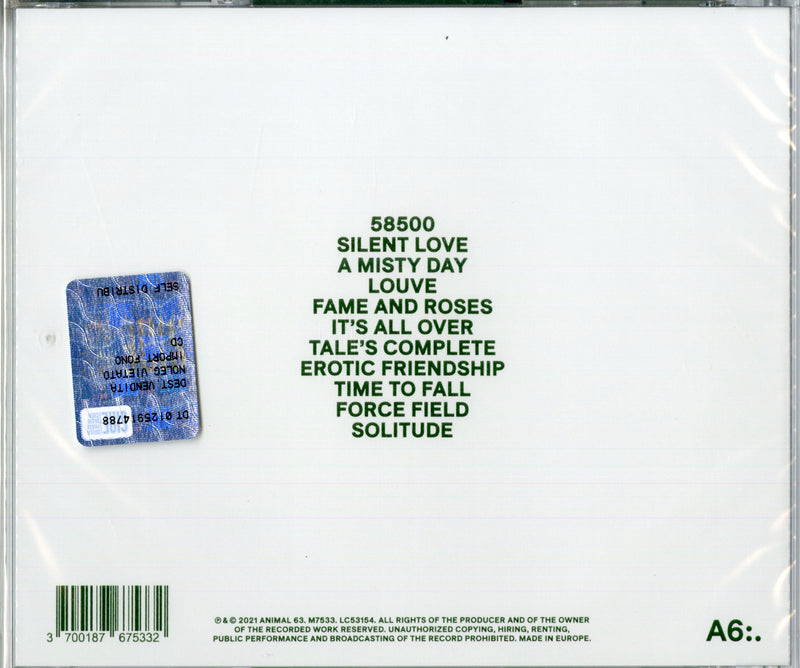 58500
SILENT LOVE
A MISTY DAY
LOUVE
FAME AND ROSES
IT'S ALL OVER
TALE'S COMPLETE
EROTIC FRIENDSHIP
TIME TO FALL
FORCE FIELD
SOLITUDE
DT 0125914788
DEST. VENDITA
NOLEG VIETATO
IMPORT FONO
CD
SELF DISTRIBU
3 700187 675332
℗ & © 2021 ANIMAL 63. M7533. LC53154. ALL RIGHTS OF THE PRODUCER AND OF THE OWNER
OF THE RECORDED WORK RESERVED. UNAUTHORIZED COPYING, HIRING, RENTING,
PUBLIC PERFORMANCE AND BROADCASTING OF THE RECORD PROHIBITED. MADE IN EUROPE.
A6:.